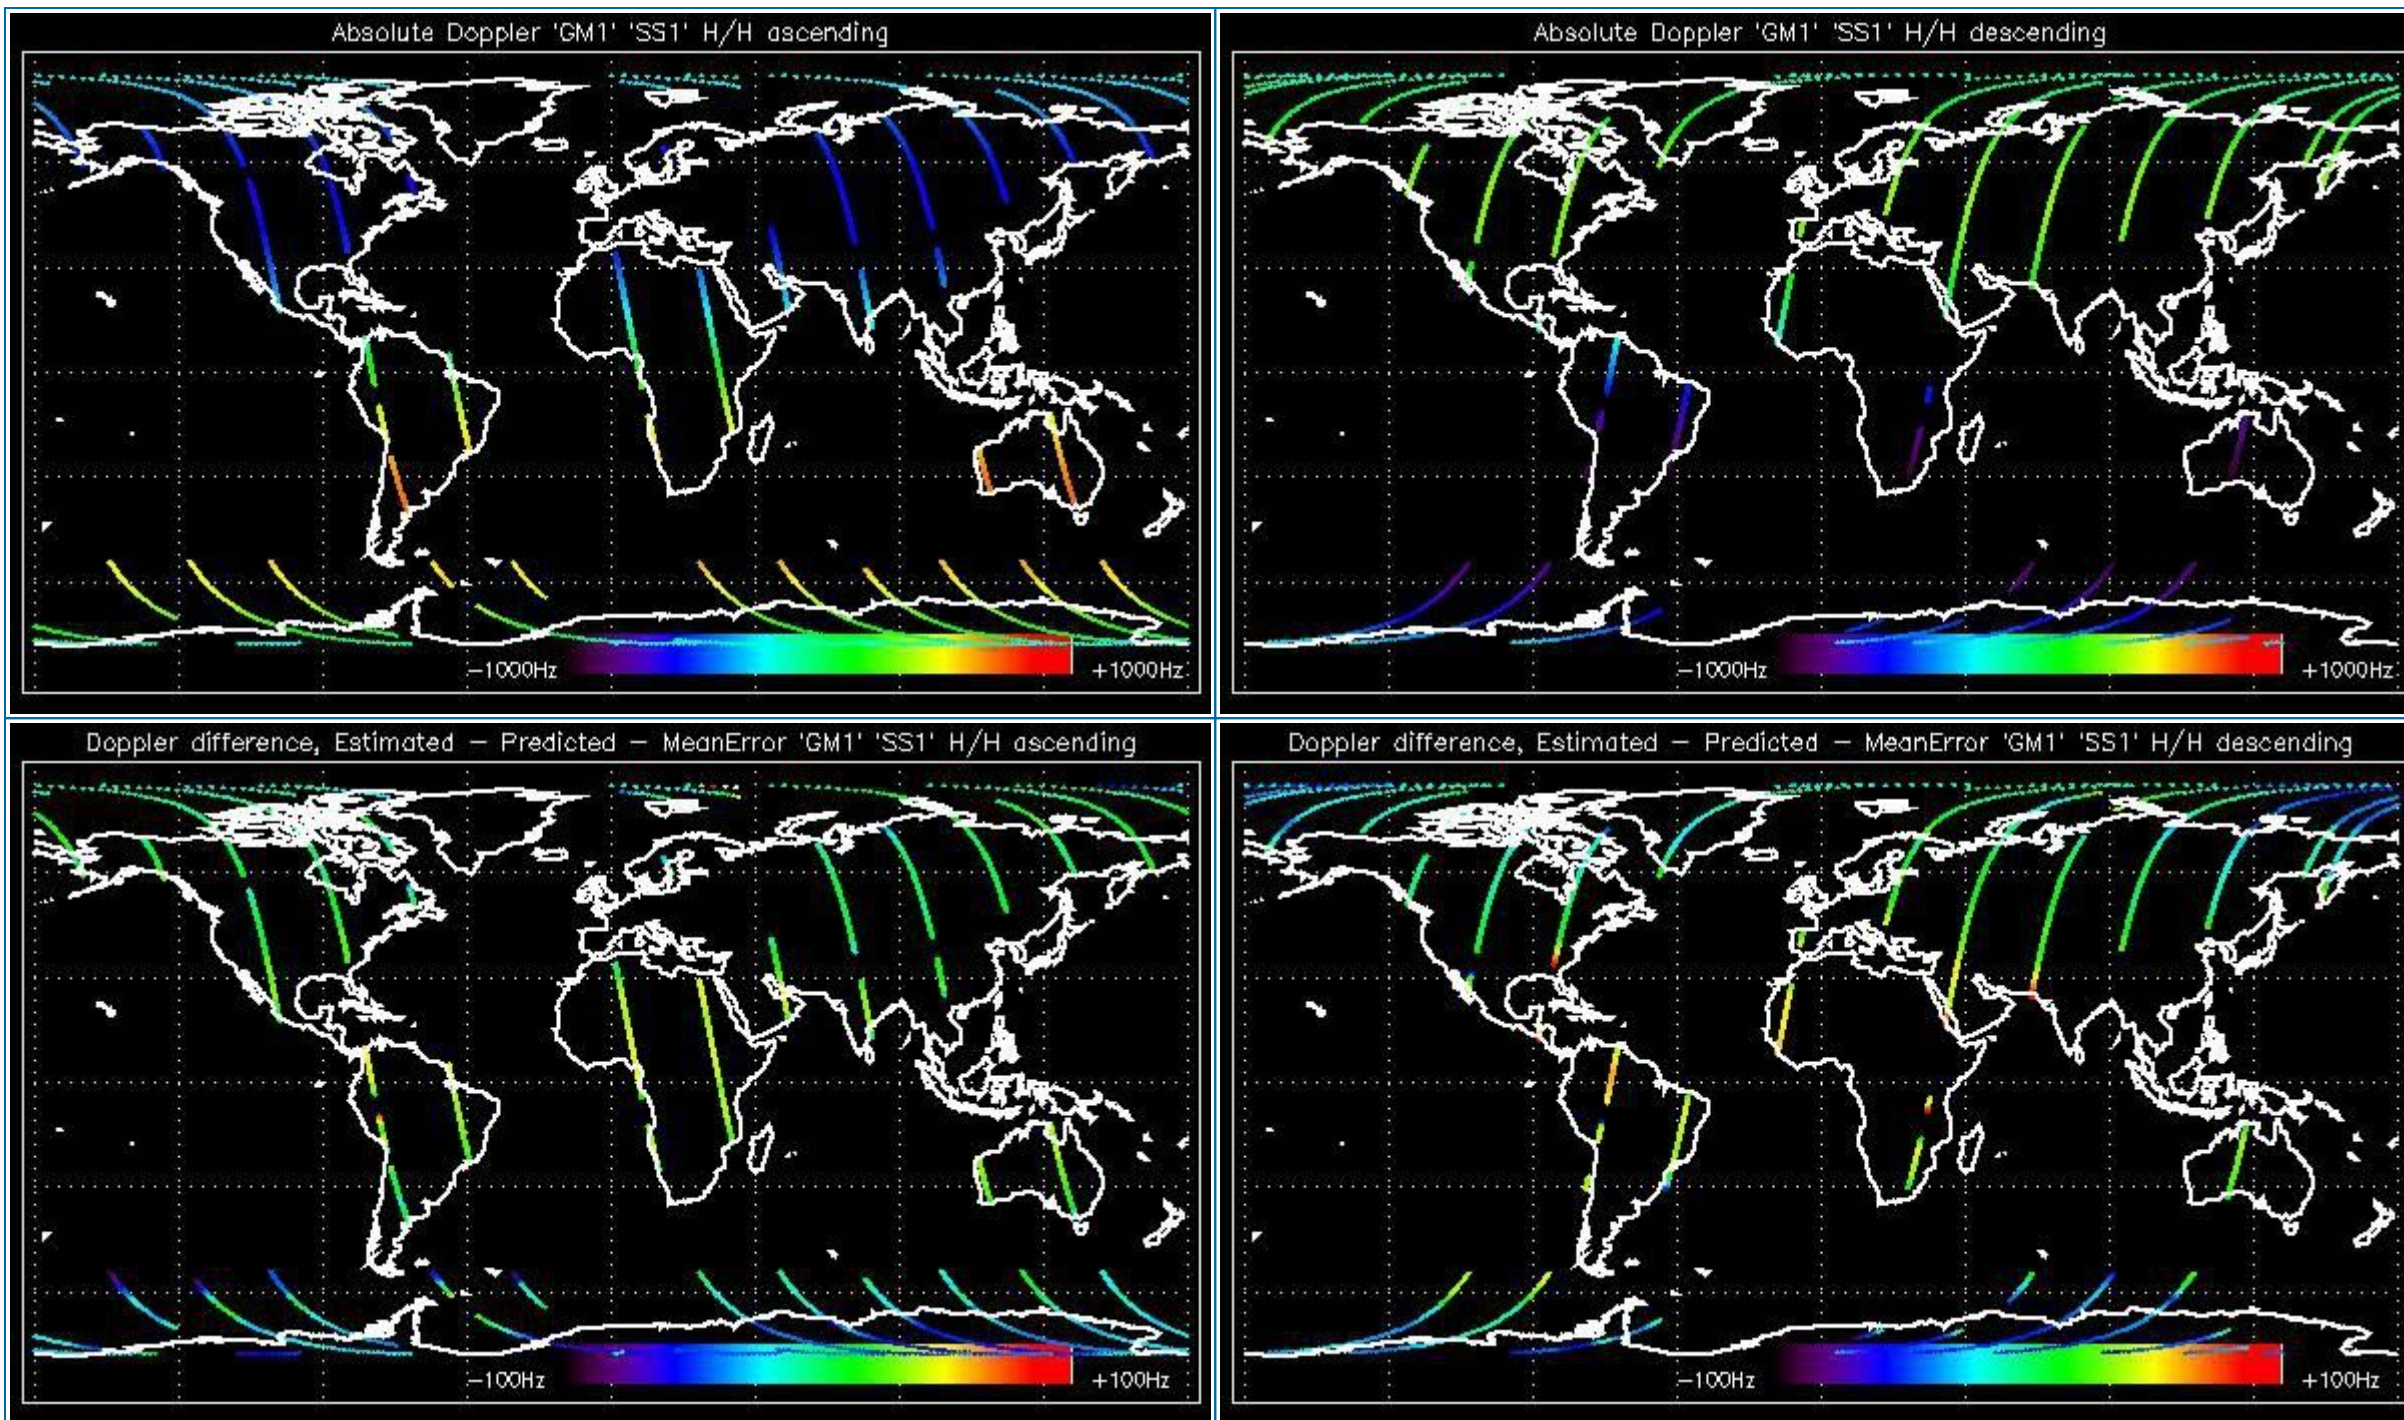 Absolute Doppler 'GM1' 'SS1' H/H ascending
-1000Hz
+1000Hz
Absolute Doppler 'GM1' 'SS1' H/H descending
-1000Hz
+1000Hz
Doppler difference, Estimated – Predicted – MeanError 'GM1' 'SS1' H/H ascending
-100Hz
+100Hz
Doppler difference, Estimated – Predicted – MeanError 'GM1' 'SS1' H/H descending
-100Hz
+100Hz